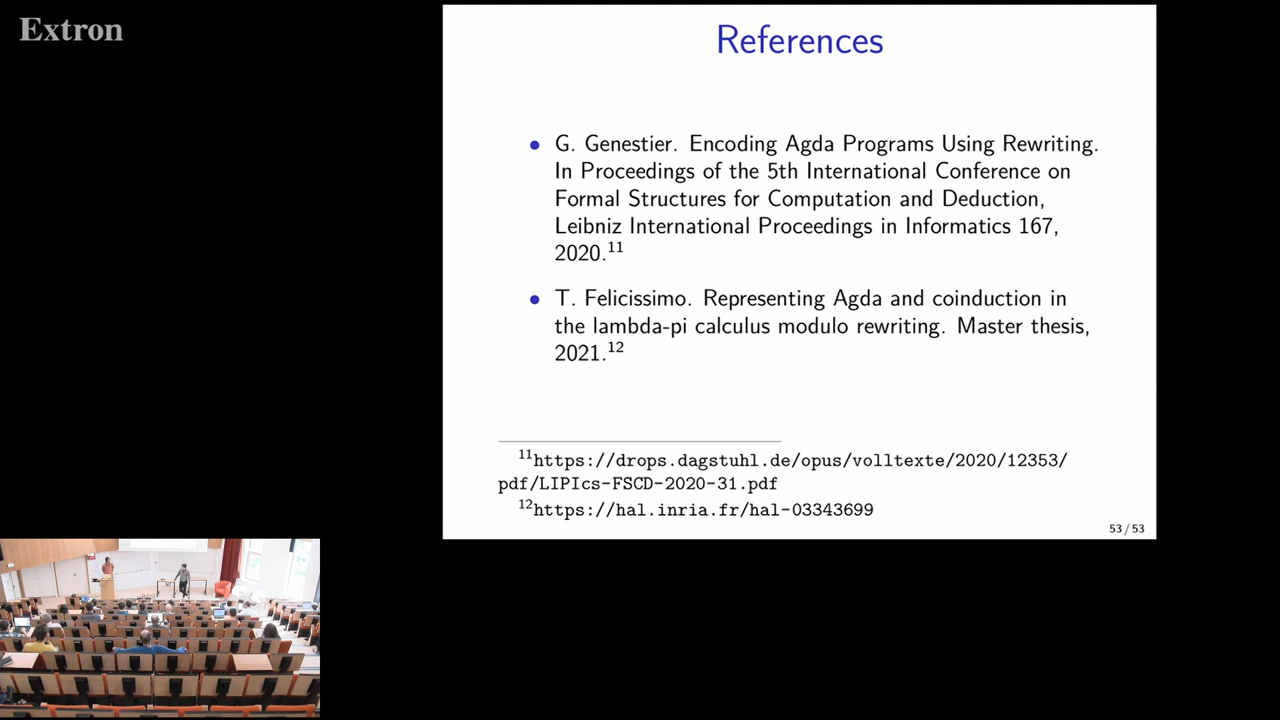 Extron
References
• G. Genestier. Encoding Agda Programs Using Rewriting.
In Proceedings of the 5th International Conference on
Formal Structures for Computation and Deduction,
Leibniz International Proceedings in Informatics 167,
2020.11
• T. Felicissimo. Representing Agda and coinduction in
the lambda-pi calculus modulo rewriting. Master thesis,
2021.12
11https://drops.dagstuhl.de/opus/volltexte/2020/12353/
pdf/LIPIcs-FSCD-2020-31.pdf
12https://hal.inria.fr/hal-03343699
53 / 53